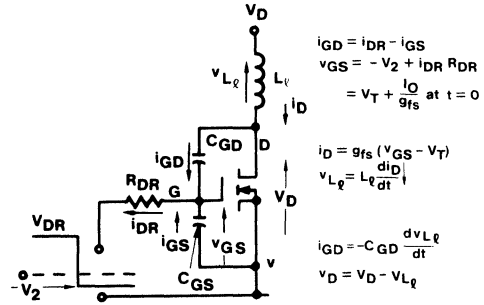 V_D
v_Lℓ
L_ℓ
i_D
C_GD
D
i_GD
R_DR
G
V_D
V_DR
i_DR
i_GS
v_GS
-V_2
C_GS
v
i_GD = i_DR - i_GS
v_GS = - V_2 + i_DR R_DR
= V_T + I_O/g_fs at t = 0
i_D = g_fs (v_GS - V_T)
v_Lℓ = L_ℓ di_D/dt ↓
i_GD = -C_GD dv_Lℓ/dt
v_D = V_D - V_Lℓ